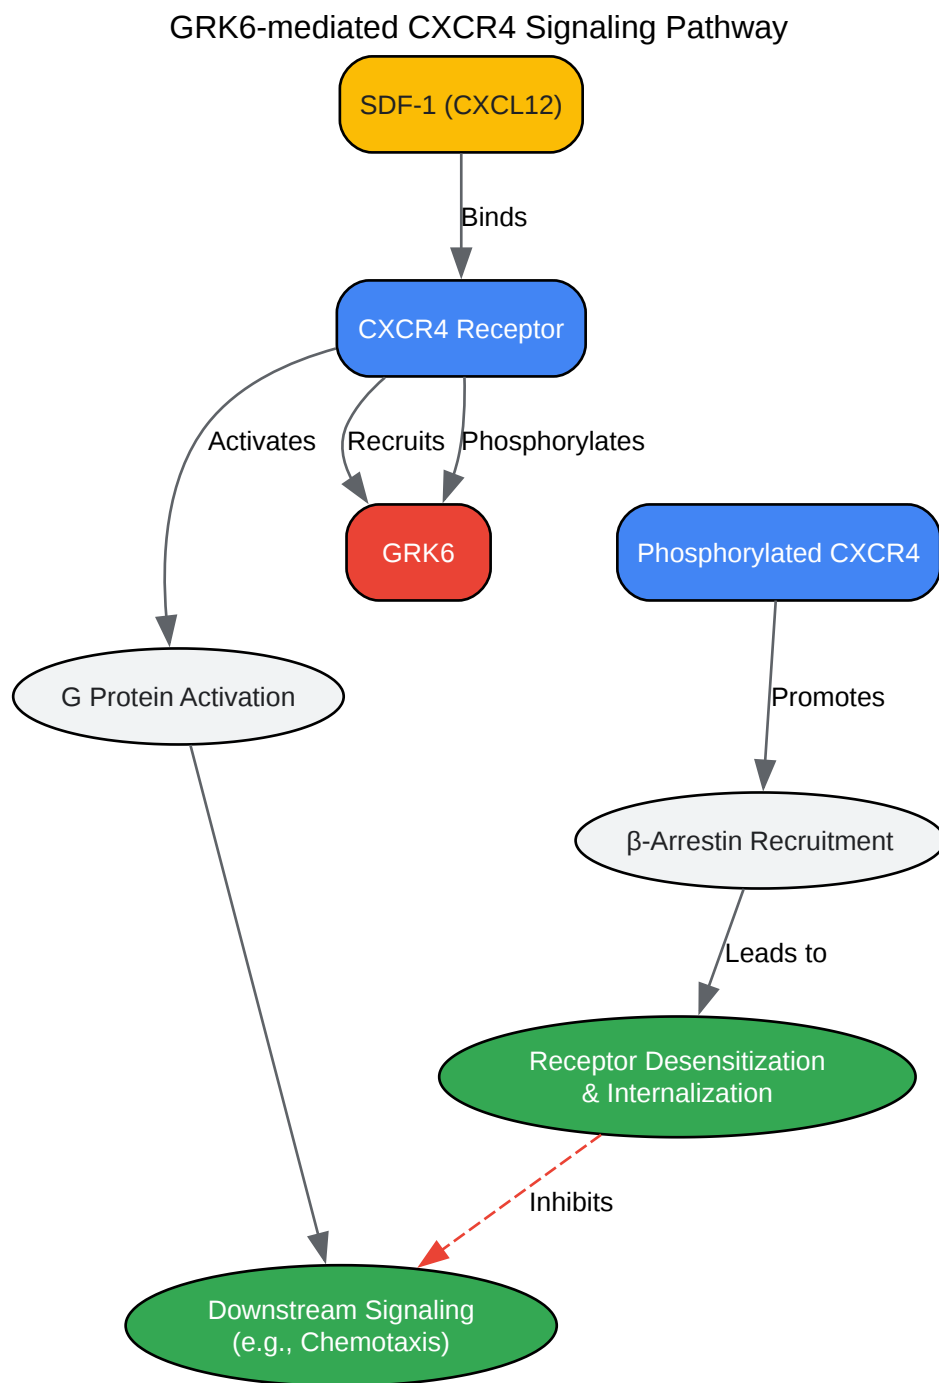 GRK6-mediated CXCR4 Signaling Pathway
SDF-1 (CXCL12)
Binds
CXCR4 Receptor
Activates
Recruits
Phosphorylates
GRK6
Phosphorylated CXCR4
G Protein Activation
Promotes
β-Arrestin Recruitment
Leads to
Receptor Desensitization
& Internalization
Inhibits
Downstream Signaling
(e.g., Chemotaxis)